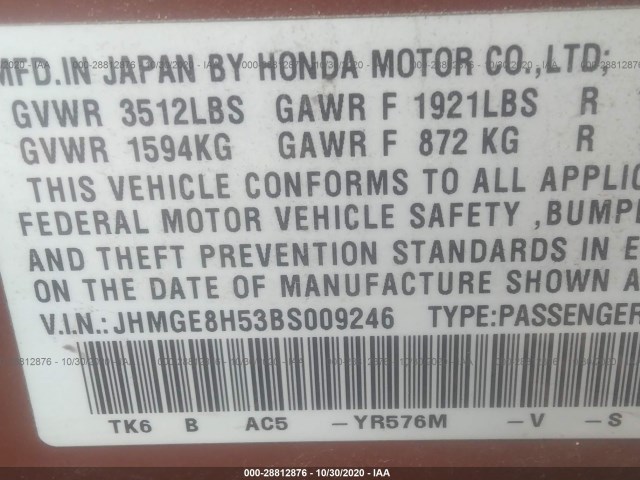 MFD.IN JAPAN BY HONDA MOTOR CO.,LTD;
GVWR 3512LBS GAWR F 1921LBS R
GVWR 1594KG GAWR F 872 KG R
THIS VEHICLE CONFORMS TO ALL APPLIC
FEDERAL MOTOR VEHICLE SAFETY ,BUMP
AND THEFT PREVENTION STANDARDS IN E
ON THE DATE OF MANUFACTURE SHOWN A
V.I.N.:JHMGE8H53BS009246 TYPE:PASSENGER
TK6 B AC5 –YR576M –V –S
000-28812876 - 10/30/2020 - IAA